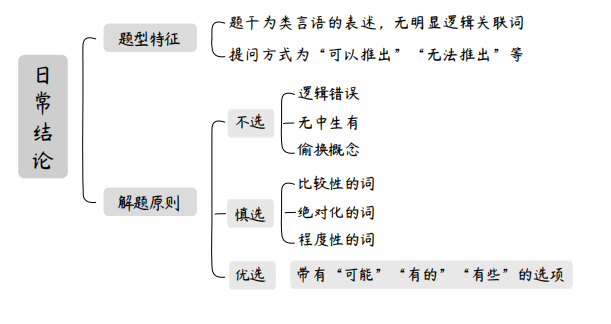 日常结论
题型特征
题干为类言语的表述，无明显逻辑关联词
提问方式为“可以推出”“无法推出”等
解题原则
不选
逻辑错误
无中生有
偷换概念
慎选
比较性的词
绝对化的词
程度性的词
优选
带有“可能”“有的”“有些”的选项